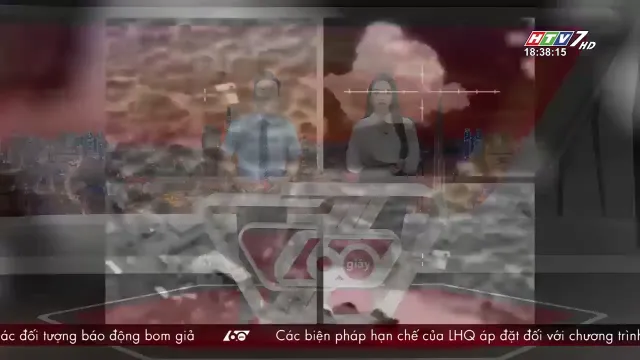 HTV7 HD
18:38:15
60
giây
ác đối tượng báo động bom giả 60 Các biện pháp hạn chế của LHQ áp đặt đối với chương trình